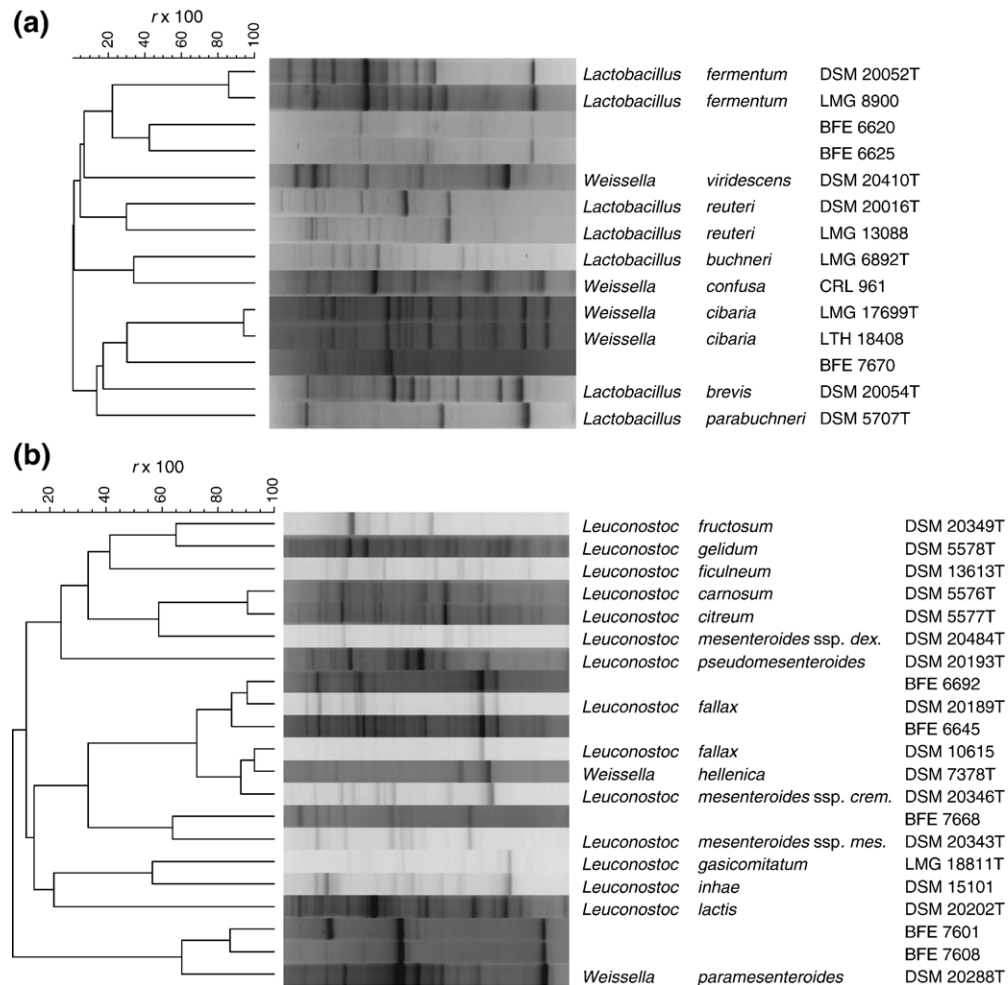 (a)
r x 100
20 40 60 80 100
Lactobacillus fermentum DSM 20052T
Lactobacillus fermentum LMG 8900
BFE 6620
BFE 6625
Weissella viridescens DSM 20410T
Lactobacillus reuteri DSM 20016T
Lactobacillus reuteri LMG 13088
Lactobacillus buchneri LMG 6892T
Weissella confusa CRL 961
Weissella cibaria LMG 17699T
Weissella cibaria LTH 18408
BFE 7670
Lactobacillus brevis DSM 20054T
Lactobacillus parabuchneri DSM 5707T
(b)
r x 100
20 40 60 80 100
Leuconostoc fructosum DSM 20349T
Leuconostoc gelidum DSM 5578T
Leuconostoc ficulneum DSM 13613T
Leuconostoc carnosum DSM 5576T
Leuconostoc citreum DSM 5577T
Leuconostoc mesenteroides ssp. dex. DSM 20484T
Leuconostoc pseudomesenteroides DSM 20193T
BFE 6692
Leuconostoc fallax DSM 20189T
BFE 6645
Leuconostoc fallax DSM 10615
Weissella hellenica DSM 7378T
Leuconostoc mesenteroides ssp. crem. DSM 20346T
BFE 7668
Leuconostoc mesenteroides ssp. mes. DSM 20343T
Leuconostoc gasicomitatum LMG 18811T
Leuconostoc inhae DSM 15101
Leuconostoc lactis DSM 20202T
BFE 7601
BFE 7608
Weissella paramesenteroides DSM 20288T